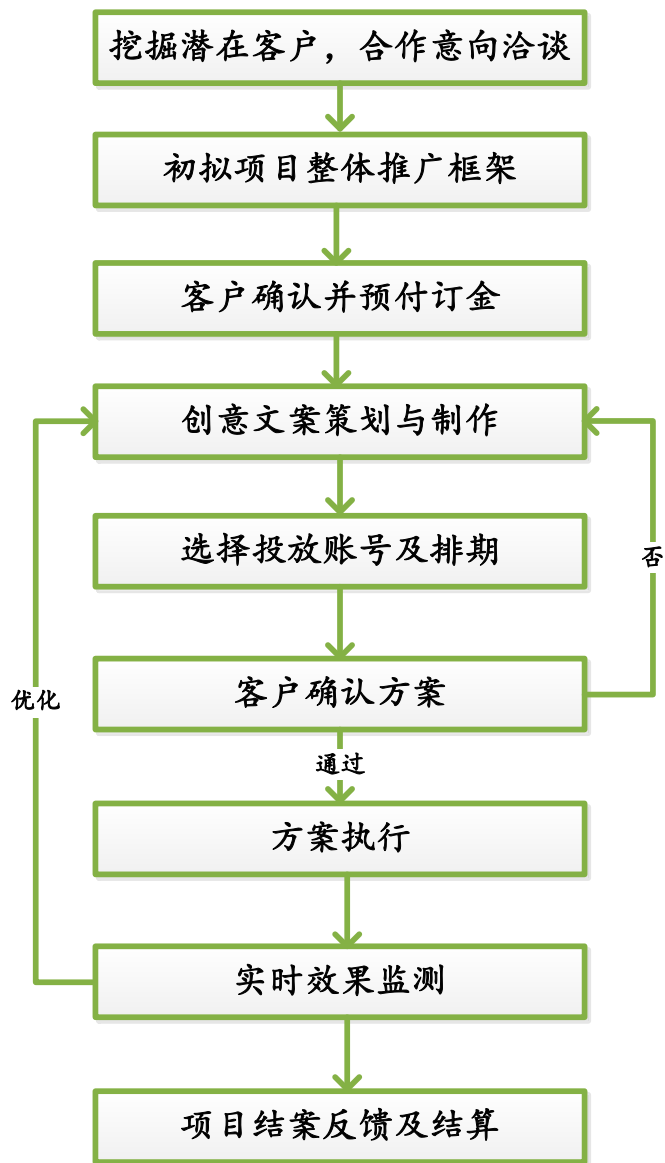 挖掘潜在客户，合作意向洽谈
初拟项目整体推广框架
客户确认并预付订金
创意文案策划与制作
选择投放账号及排期
否
客户确认方案
优化
通过
方案执行
实时效果监测
项目结案反馈及结算